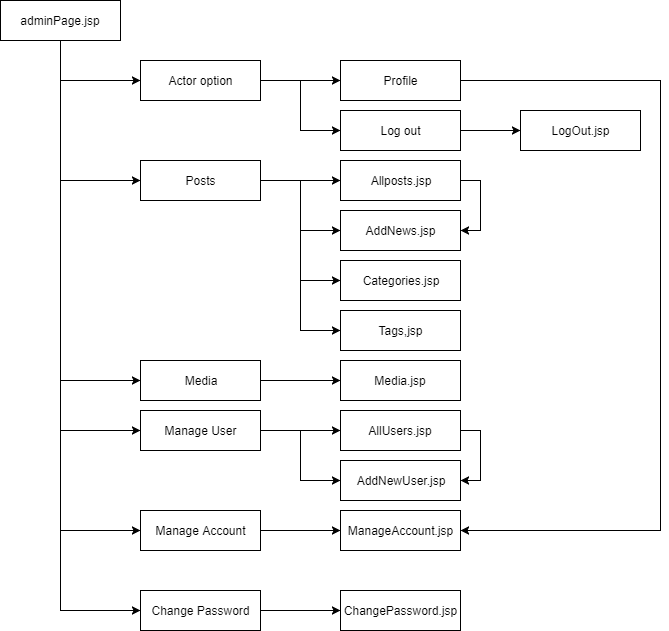 adminPage.jsp
Actor option
Profile
Log out
LogOut.jsp
Posts
Allposts.jsp
AddNews.jsp
Categories.jsp
Tags,jsp
Media
Media.jsp
Manage User
AllUsers.jsp
AddNewUser.jsp
Manage Account
ManageAccount.jsp
Change Password
ChangePassword.jsp